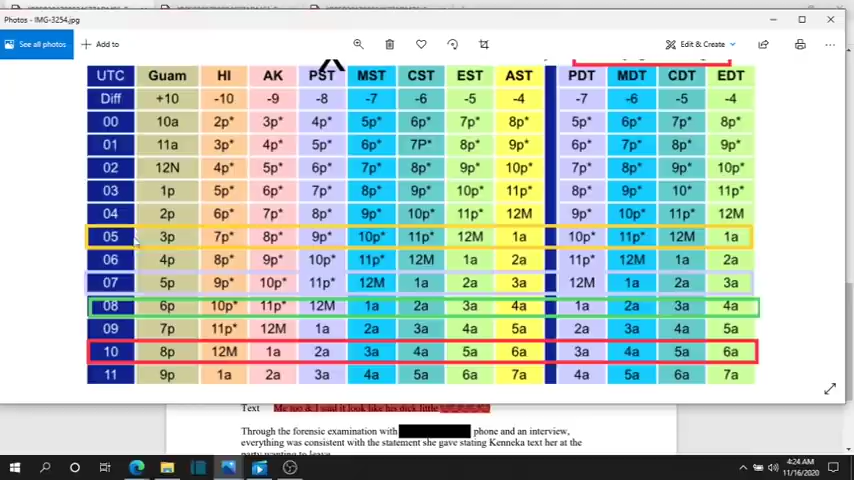 Photos - IMG-3254.jpg
See all photos
Add to
Edit & Create
UTC Guam HI AK PST MST CST EST AST PDT MDT CDT EDT
Diff +10 -10 -9 -8 -7 -6 -5 -4 -7 -6 -5 -4
00 10a 2p* 3p* 4p* 5p* 6p* 7p* 8p* 5p* 6p* 7p* 8p*
01 11a 3p* 4p* 5p* 6p* 7P* 8p* 9p* 6p* 7p* 8p* 9p*
02 12N 4p* 5p* 6p* 7p* 8p* 9p* 10p* 7p* 8p* 9p* 10p*
03 1p 5p* 6p* 7p* 8p* 9p* 10p* 11p* 8p* 9p* 10* 11p*
04 2p 6p* 7p* 8p* 9p* 10p* 11p* 12M 9p* 10p* 11p* 12M
05 3p 7p* 8p* 9p* 10p* 11p* 12M 1a 10p* 11p* 12M 1a
06 4p 8p* 9p* 10p* 11p* 12M 1a 2a 11p* 12M 1a 2a
07 5p 9p* 10p* 11p* 12M 1a 2a 3a 12M 1a 2a 3a
08 6p 10p* 11p* 12M 1a 2a 3a 4a 1a 2a 3a 4a
09 7p 11p* 12M 1a 2a 3a 4a 5a 2a 3a 4a 5a
10 8p 12M 1a 2a 3a 4a 5a 6a 3a 4a 5a 6a
11 9p 1a 2a 3a 4a 5a 6a 7a 4a 5a 6a 7a
Text Me too & I said it look like his dick little
Through the forensic examination with phone and an interview,
everything was consistent with the statement she gave stating Kenneka text her at the
party wanting to leave.
4:24 AM
11/16/2020